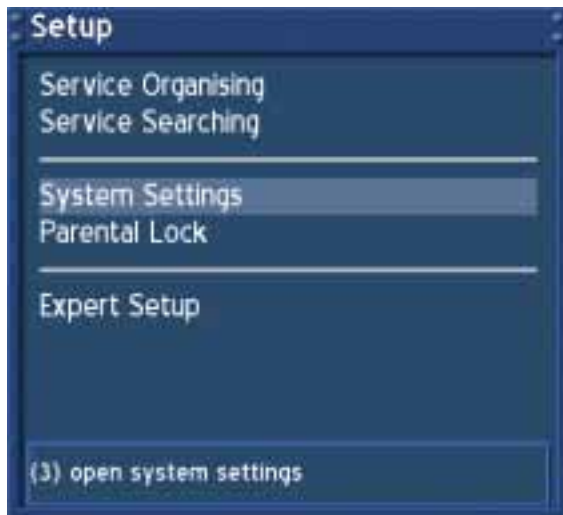 Setup
Service Organising
Service Searching
System Settings
Parental Lock
Expert Setup
(3) open system settings